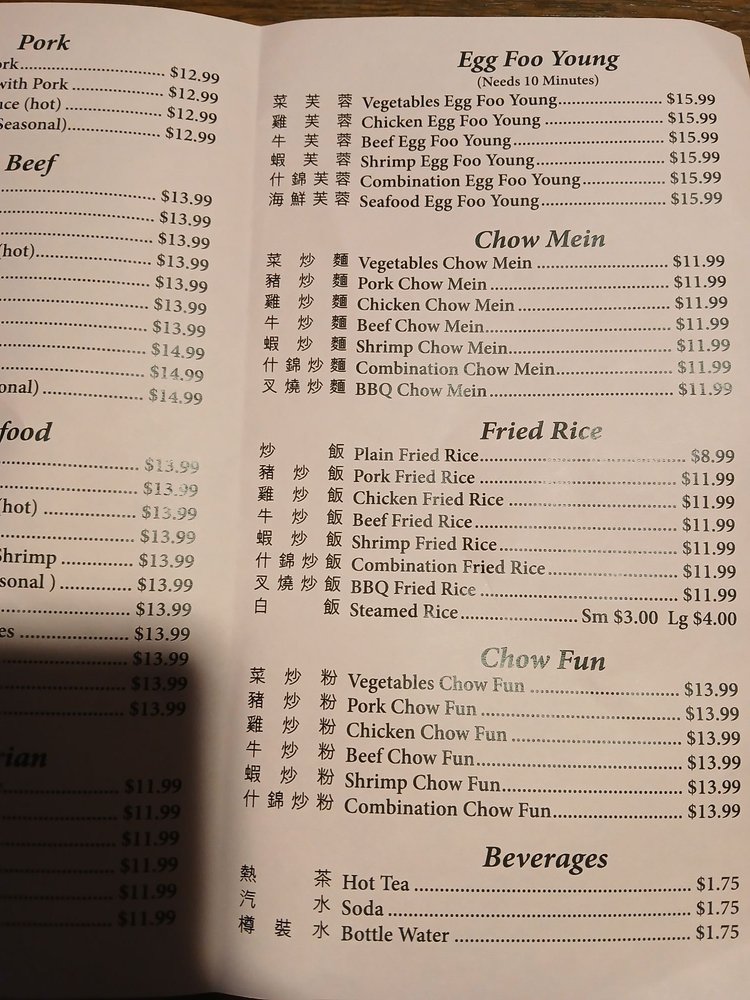 Pork
$12.99
with Pork $12.99
(hot) $12.99
Seasonal) $12.99
Beef
$13.99
$13.99
$13.99
(hot) $13.99
$13.99
$13.99
$13.99
$14.99
$14.99
$14.99
$13.99
$13.99
(hot) $13.99
$13.99
Shrimp $13.99
$13.99
$13.99
$13.99
$13.99
$13.99
$13.99
$11.99
$11.99
$11.99
$11.99
$11.99
$11.99
Egg Foo Young
(Needs 10 Minutes)
菜芙蓉 Vegetables Egg Foo Young $15.99
雞芙蓉 Chicken Egg Foo Young $15.99
牛芙蓉 Beef Egg Foo Young $15.99
蝦芙蓉 Shrimp Egg Foo Young $15.99
什錦芙蓉 Combination Egg Foo Young $15.99
海鮮芙蓉 Seafood Egg Foo Young $15.99
Chow Mein
菜炒麵 Vegetables Chow Mein $11.99
豬炒麵 Pork Chow Mein $11.99
雞炒麵 Chicken Chow Mein $11.99
牛炒麵 Beef Chow Mein $11.99
蝦炒麵 Shrimp Chow Mein $11.99
什錦炒麵 Combination Chow Mein $11.99
叉燒炒麵 BBQ Chow Mein $11.99
Fried Rice
炒飯 Plain Fried Rice $8.99
豬炒飯 Pork Fried Rice $11.99
雞炒飯 Chicken Fried Rice $11.99
牛炒飯 Beef Fried Rice $11.99
蝦炒飯 Shrimp Fried Rice $11.99
什錦炒飯 Combination Fried Rice $11.99
叉燒炒飯 BBQ Fried Rice $11.99
白飯 Steamed Rice Sm $3.00 Lg $4.00
Chow Fun
菜炒粉 Vegetables Chow Fun $13.99
豬炒粉 Pork Chow Fun $13.99
雞炒粉 Chicken Chow Fun $13.99
牛炒粉 Beef Chow Fun $13.99
蝦炒粉 Shrimp Chow Fun $13.99
什錦炒粉 Combination Chow Fun $13.99
Beverages
熱茶 Hot Tea $1.75
汽水 Soda $1.75
樽裝水 Bottle Water $1.75